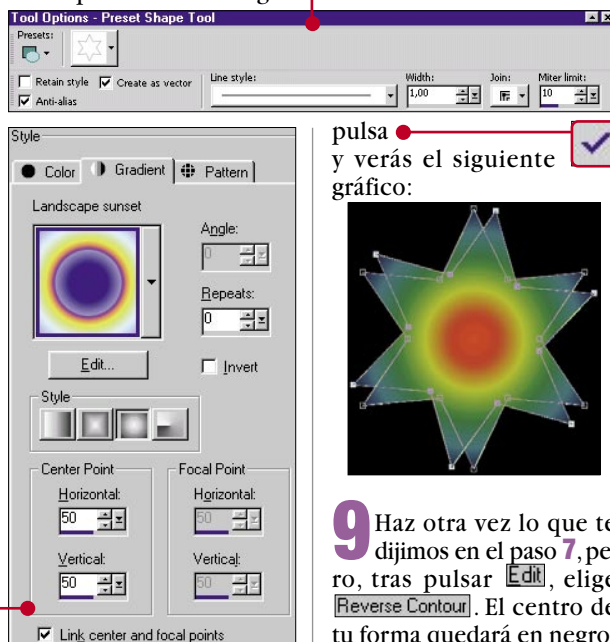 Tool Options - Preset Shape Tool
Presets:
Retain style Create as vector Line style: Width: Join: Miter limit:
1,00 10
Anti-alias
Style
Color Gradient Pattern
Landscape sunset
Angle:
0
Repeats:
0
Edit... Invert
Style
Center Point Focal Point
Horizontal: Horizontal:
50 50
Vertical: Vertical:
50 50
Link center and focal points
pulsa
y verás el siguiente
gráfico:
9 Haz otra vez lo que te
dijimos en el paso 7, pe-
ro, tras pulsar Edit, elige
Reverse Contour. El centro de
tu forma quedará en negro